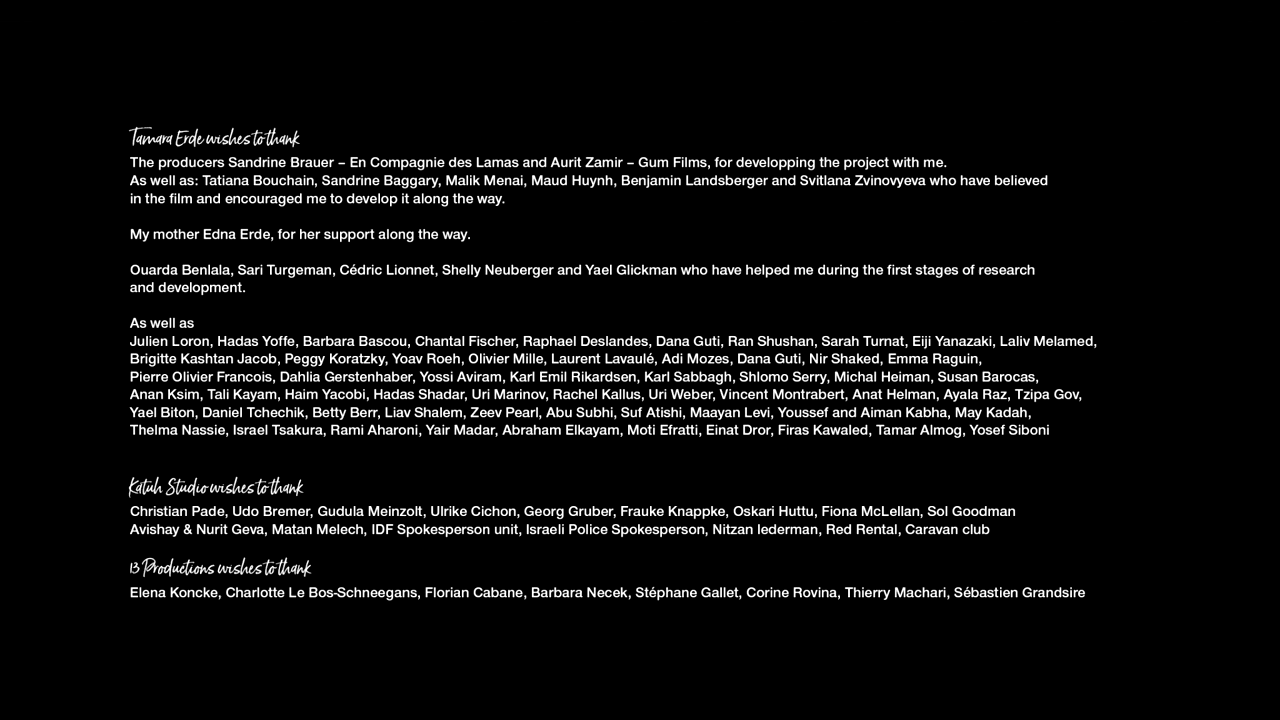 Tamara Erde wishes to thank
The producers Sandrine Brauer – En Compagnie des Lamas and Aurit Zamir – Gum Films, for developping the project with me.
As well as: Tatiana Bouchain, Sandrine Baggary, Malik Menai, Maud Huynh, Benjamin Landsberger and Svitlana Zvinovyeva who have believed
in the film and encouraged me to develop it along the way.
My mother Edna Erde, for her support along the way.
Ouarda Benlala, Sari Turgeman, Cédric Lionnet, Shelly Neuberger and Yael Glickman who have helped me during the first stages of research
and development.
As well as
Julien Loron, Hadas Yoffe, Barbara Bascou, Chantal Fischer, Raphael Deslandes, Dana Guti, Ran Shushan, Sarah Turnat, Eiji Yanazaki, Laliv Melamed,
Brigitte Kashtan Jacob, Peggy Koratzky, Yoav Roeh, Olivier Mille, Laurent Lavaulé, Adi Mozes, Dana Guti, Nir Shaked, Emma Raguin,
Pierre Olivier Francois, Dahlia Gerstenhaber, Yossi Aviram, Karl Emil Rikardsen, Karl Sabbagh, Shlomo Serry, Michal Heiman, Susan Barocas,
Anan Ksim, Tali Kayam, Haim Yacobi, Hadas Shadar, Uri Marinov, Rachel Kallus, Uri Weber, Vincent Montrabert, Anat Helman, Ayala Raz, Tzipa Gov,
Yael Biton, Daniel Tchechik, Betty Berr, Liav Shalem, Zeev Pearl, Abu Subhi, Suf Atishi, Maayan Levi, Youssef and Aiman Kabha, May Kadah,
Thelma Nassie, Israel Tsakura, Rami Aharoni, Yair Madar, Abraham Elkayam, Moti Efratti, Einat Dror, Firas Kawaled, Tamar Almog, Yosef Siboni
Katuh Studio wishes to thank
Christian Pade, Udo Bremer, Gudula Meinzolt, Ulrike Cichon, Georg Gruber, Frauke Knappke, Oskari Huttu, Fiona McLellan, Sol Goodman
Avishay & Nurit Geva, Matan Melech, IDF Spokesperson unit, Israeli Police Spokesperson, Nitzan lederman, Red Rental, Caravan club
13 Productions wishes to thank
Elena Koncke, Charlotte Le Bos-Schneegans, Florian Cabane, Barbara Necek, Stéphane Gallet, Corine Rovina, Thierry Machari, Sébastien Grandsire